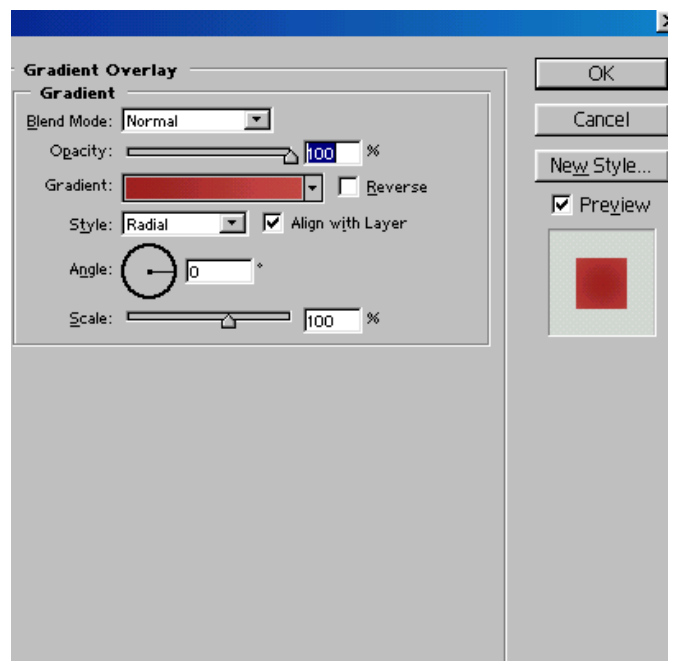 Gradient Overlay
Gradient
Blend Mode: Normal
Opacity: 100 %
Gradient: Reverse
Style: Radial Align with Layer
Angle: 0 °
Scale: 100 %
OK
Cancel
New Style...
Preview